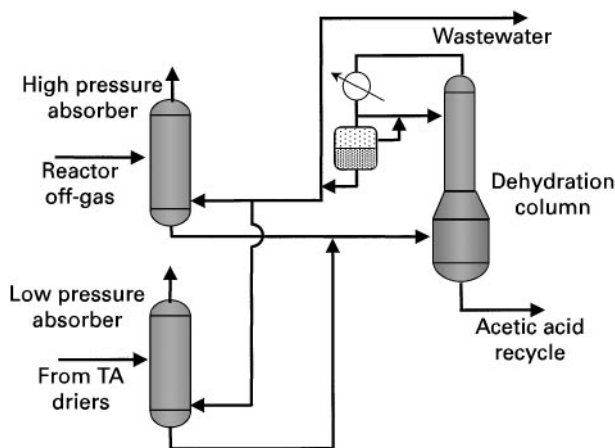 Wastewater
High pressure
absorber
Reactor
off-gas
Dehydration
column
Low pressure
absorber
Acetic acid
recycle
From TA
driers